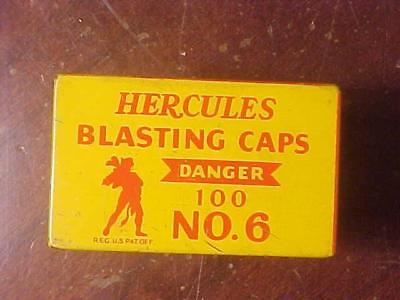 HERCULES
BLASTING CAPS
DANGER
100
NO.6
REG. U.S PAT. OFF